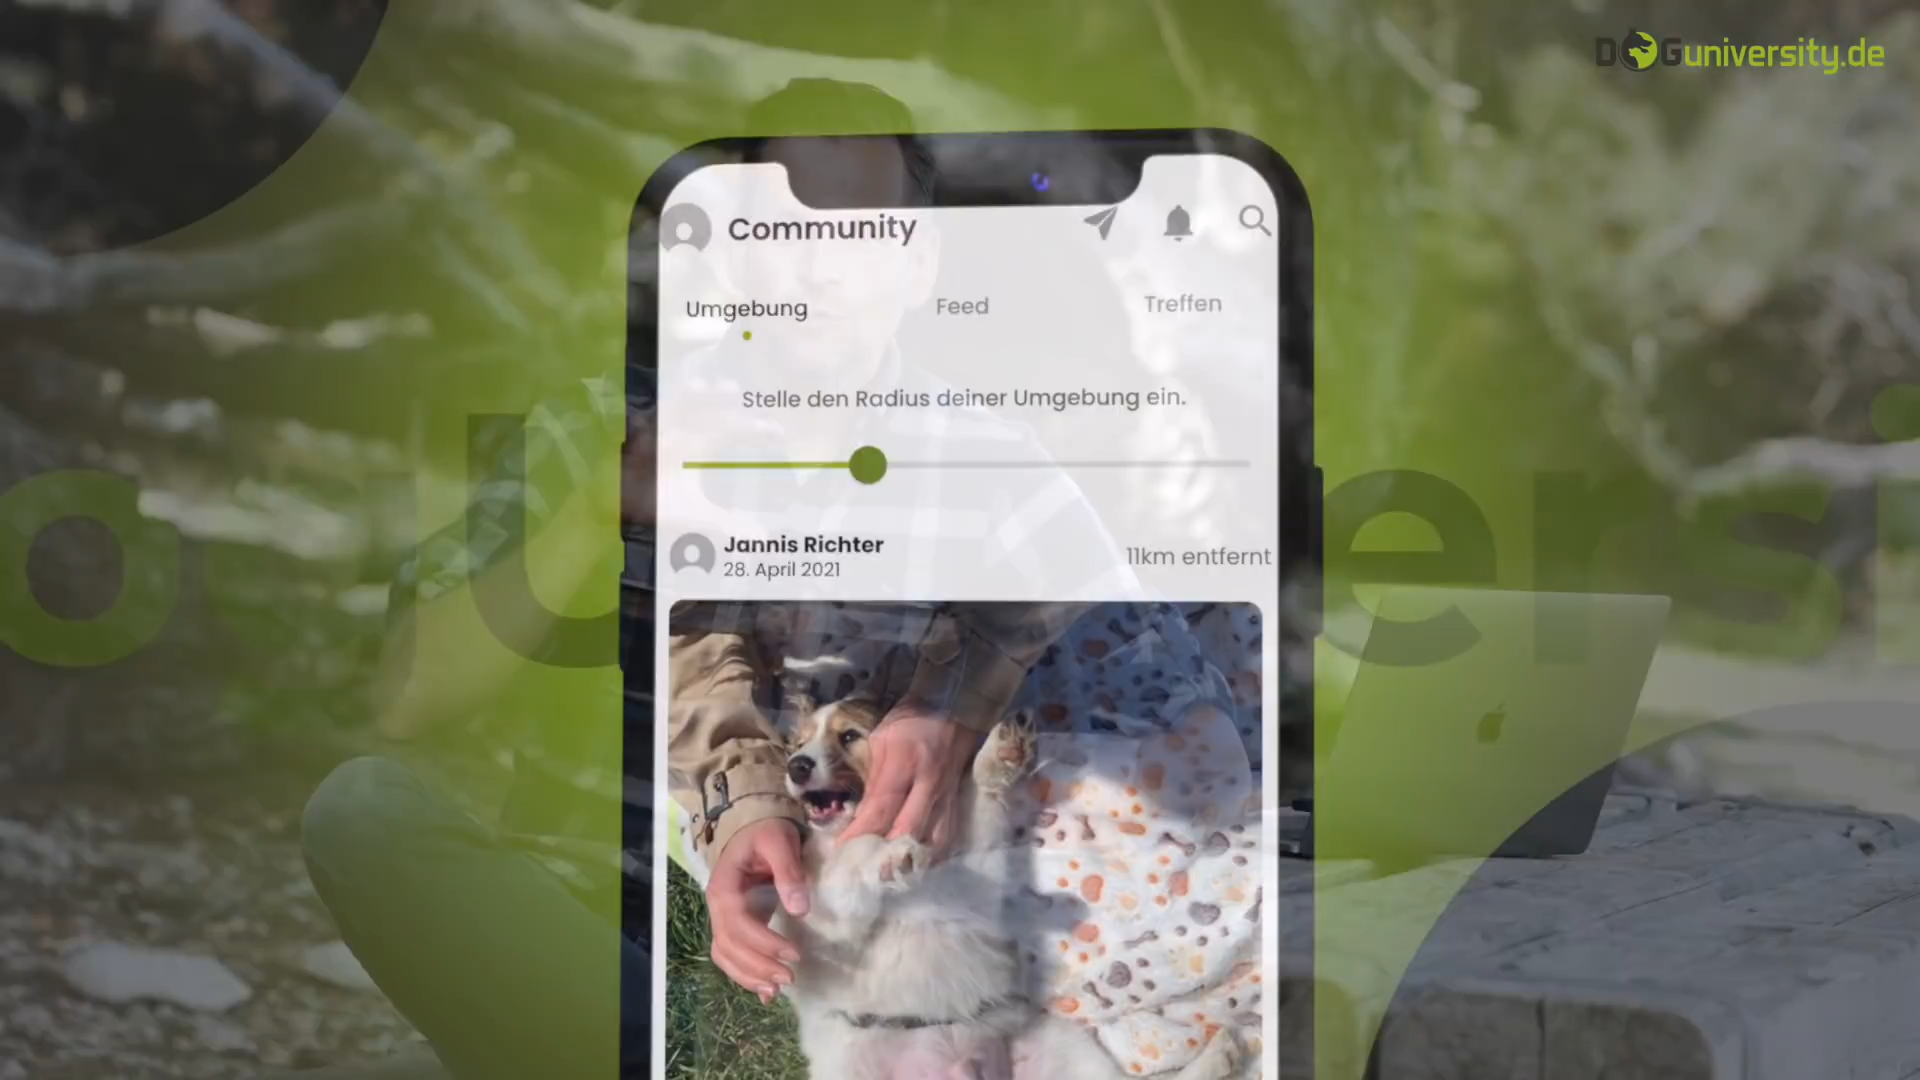 DOGuniversity.de
Community
Umgebung Feed Treffen
Stelle den Radius deiner Umgebung ein.
Jannis Richter
28. April 2021
11km entfernt